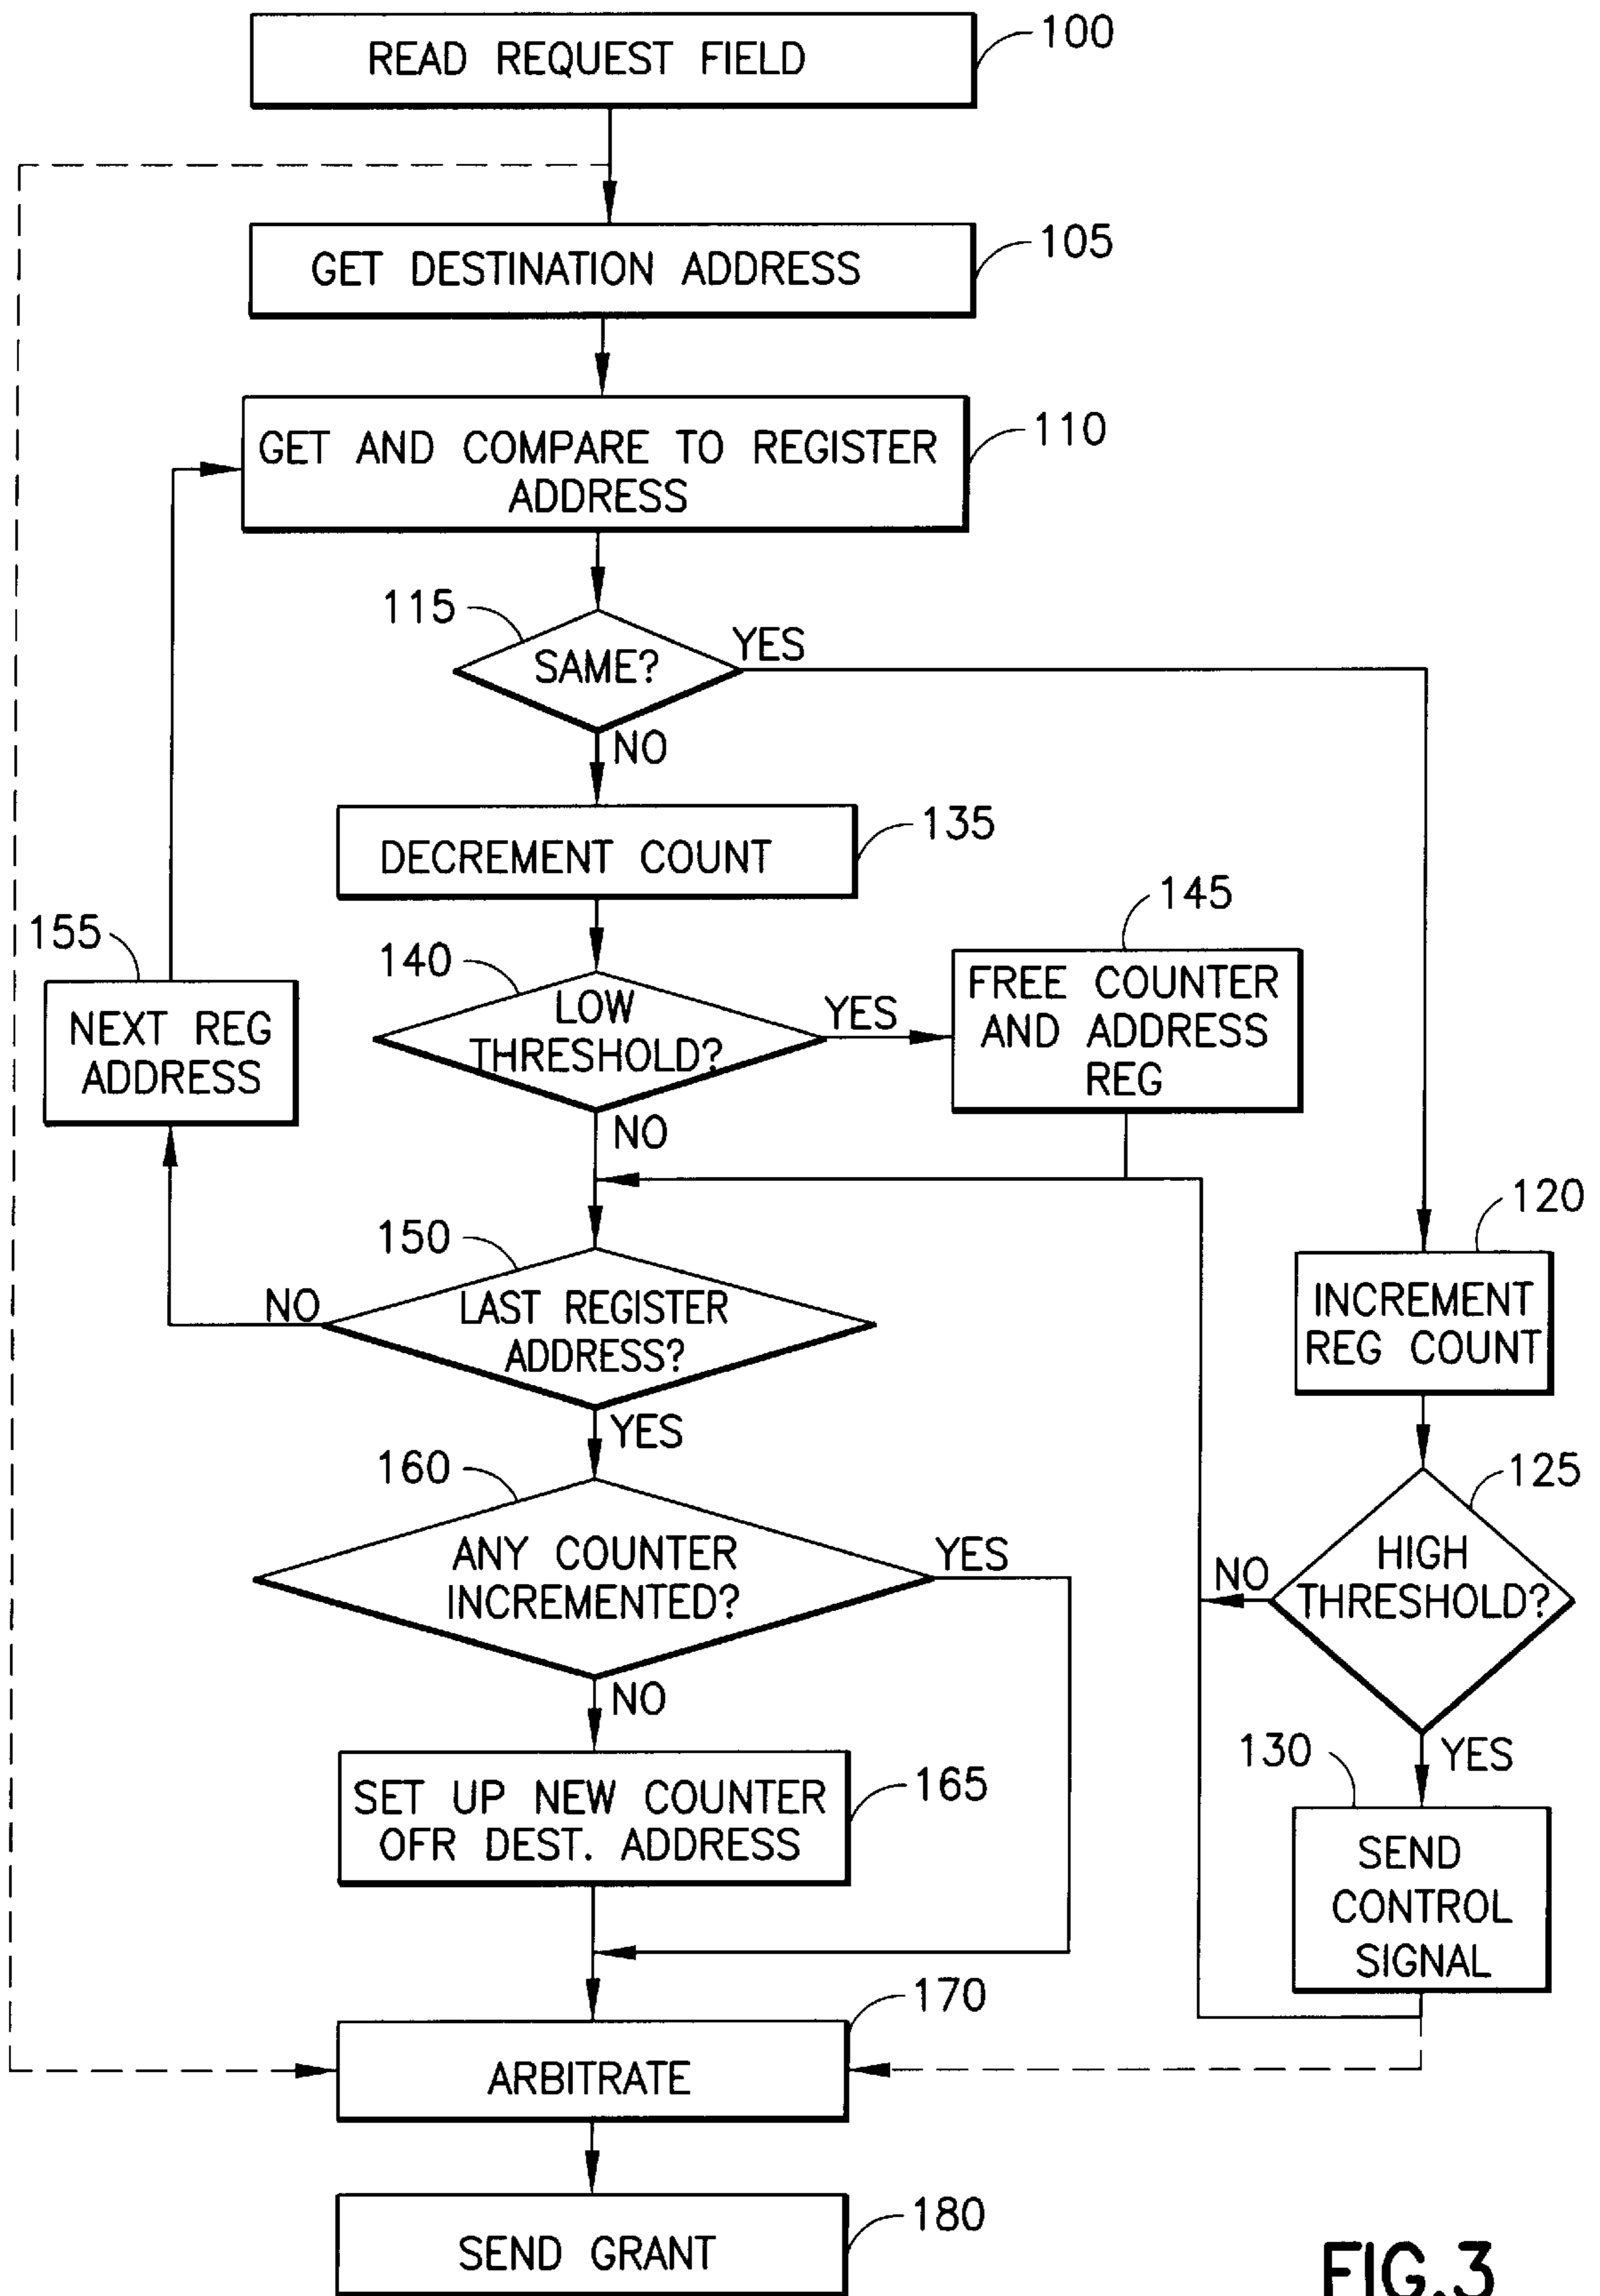 READ REQUEST FIELD
100
GET DESTINATION ADDRESS
105
GET AND COMPARE TO REGISTER
ADDRESS
110
115
SAME?
YES
NO
DECREMENT COUNT
135
155
NEXT REG
ADDRESS
140
LOW
THRESHOLD?
YES
NO
145
FREE COUNTER
AND ADDRESS
REG
150
LAST REGISTER
ADDRESS?
NO
YES
120
INCREMENT
REG COUNT
160
ANY COUNTER
INCREMENTED?
YES
NO
125
HIGH
THRESHOLD?
NO
YES
SET UP NEW COUNTER
OFR DEST. ADDRESS
165
130
SEND
CONTROL
SIGNAL
170
ARBITRATE
SEND GRANT
180
FIG.3